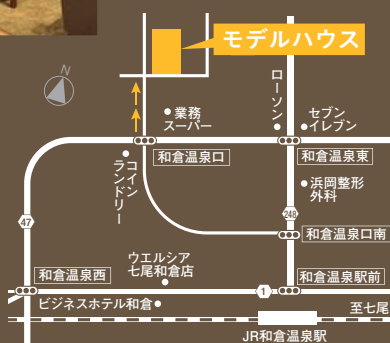 モデルハウス
N
ローソン
業務
スーパー
セブン
イレブン
和倉温泉口
和倉温泉東
コイン
ランドリー
浜岡整形
外科
47
248
和倉温泉口南
ウエルシア
七尾和倉店
和倉温泉西
和倉温泉駅前
1
ビジネスホテル和倉
至七尾
JR和倉温泉駅